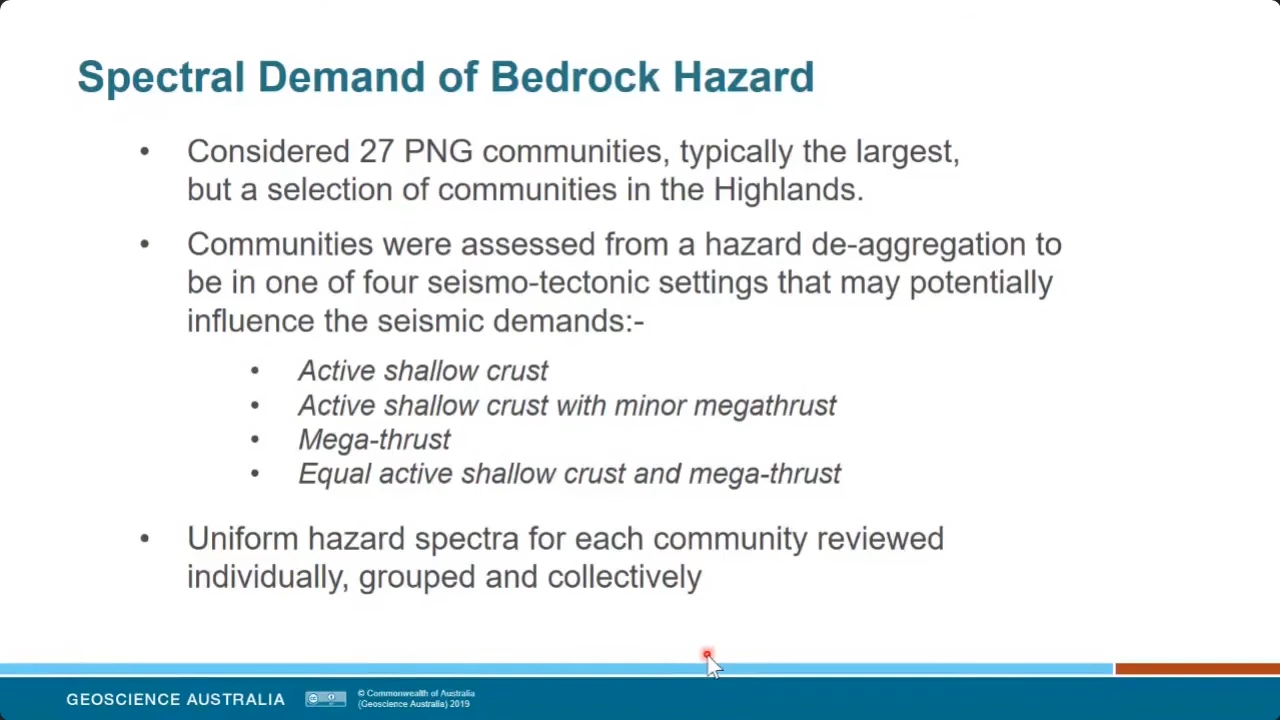 Spectral Demand of Bedrock Hazard
• Considered 27 PNG communities, typically the largest,
but a selection of communities in the Highlands.
• Communities were assessed from a hazard de-aggregation to
be in one of four seismo-tectonic settings that may potentially
influence the seismic demands:-
• Active shallow crust
• Active shallow crust with minor megathrust
• Mega-thrust
• Equal active shallow crust and mega-thrust
• Uniform hazard spectra for each community reviewed
individually, grouped and collectively
GEOSCIENCE AUSTRALIA
© Commonwealth of Australia
(Geoscience Australia) 2019